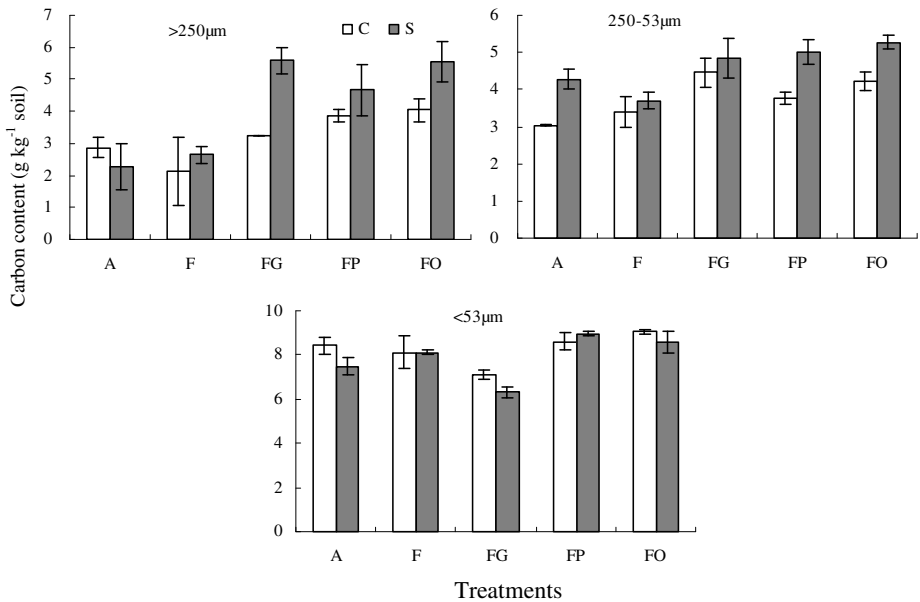 Carbon content (g kg⁻¹ soil)
>250μm
C S
7
6
5
4
3
2
1
0
A F FG FP FO
250-53μm
6
5
4
3
2
1
0
A F FG FP FO
<53μm
10
8
6
4
2
0
A F FG FP FO
Treatments